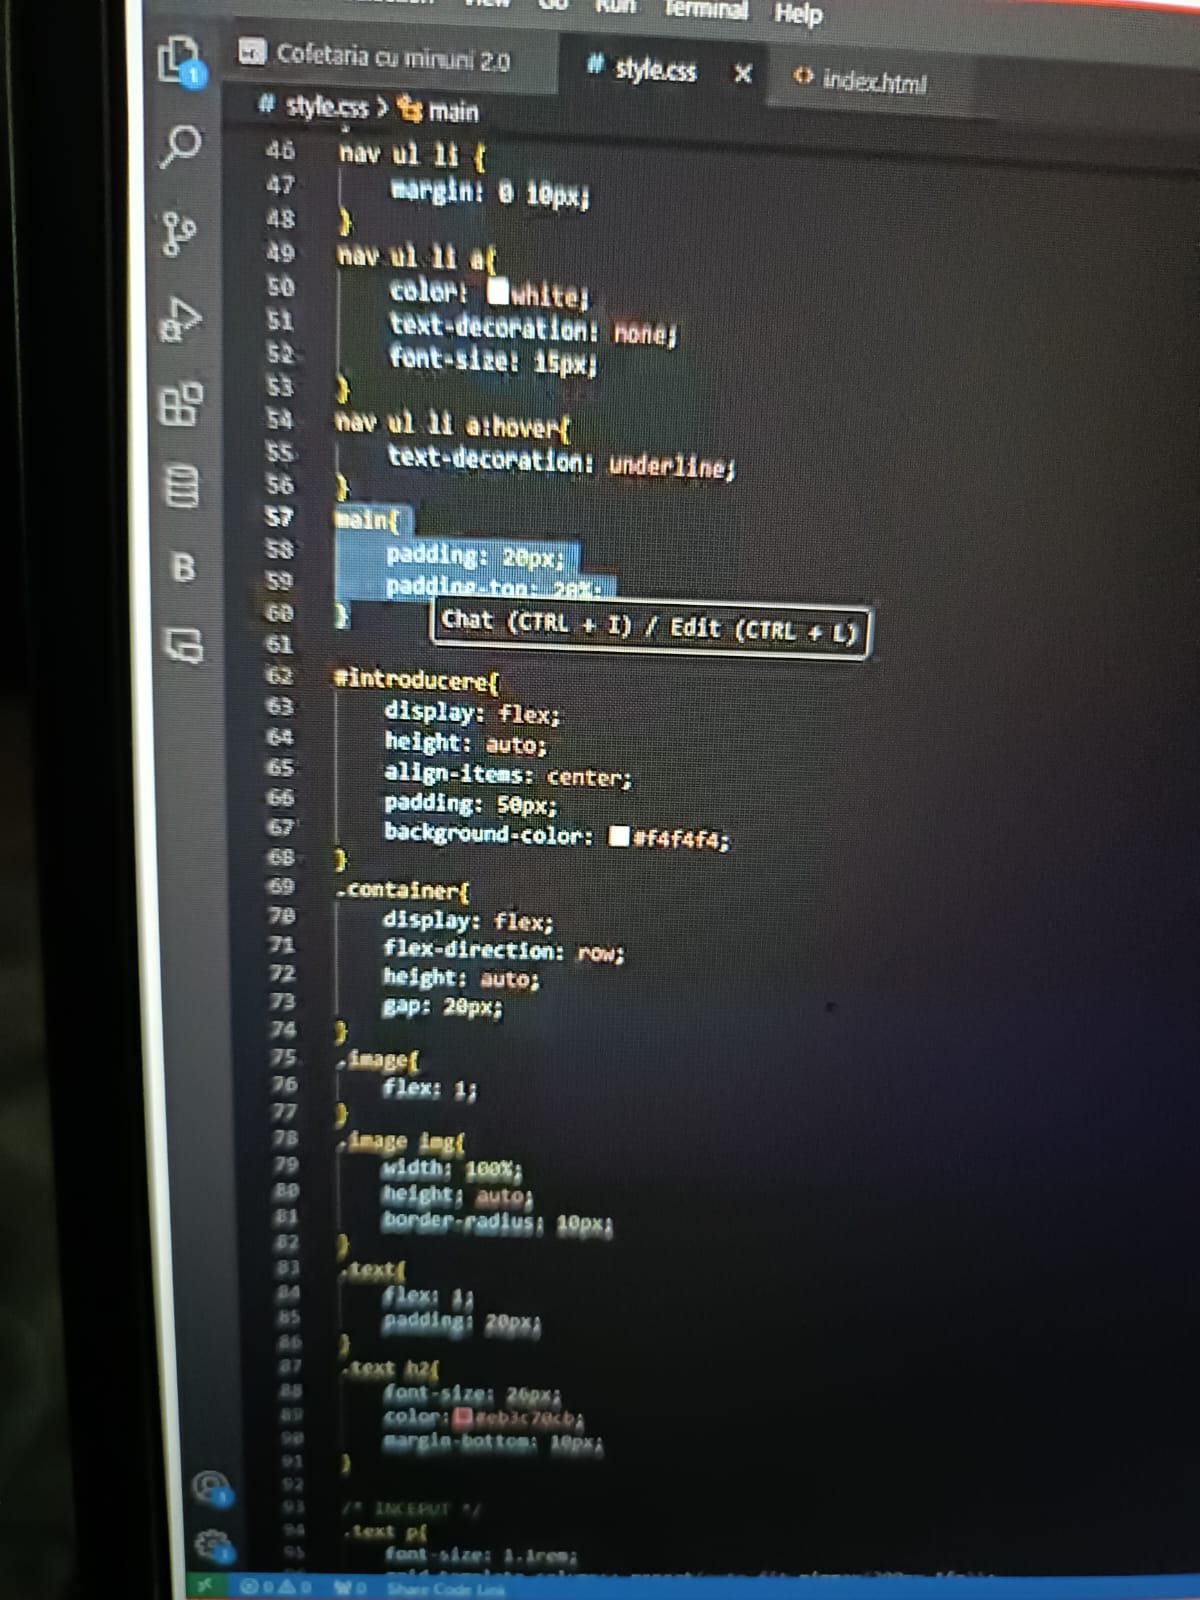 View Go Run Terminal Help
Cofetaria cu minuni 2.0
# style.css X
<> index.html
# style.css > main
46 nav ul li {
47 margin: 0 10px;
48 }
49 nav ul li a{
50 color: white;
51 text-decoration: none;
52 font-size: 15px;
53 }
54 nav ul li a:hover{
55 text-decoration: underline;
56 }
57 main{
58 padding: 20px;
59 padding-top: 20%;
60 }
Chat (CTRL + I) / Edit (CTRL + L)
61
62 #introducere{
63 display: flex;
64 height: auto;
65 align-items: center;
66 padding: 50px;
67 background-color: #f4f4f4;
68 }
69 .container{
70 display: flex;
71 flex-direction: row;
72 height: auto;
73 gap: 20px;
74 }
75 .image{
76 flex: 1;
77 }
78 .image img{
79 width: 100%;
80 height: auto;
81 border-radius: 10px;
82 }
83 .text{
84 flex: 1;
85 padding: 20px;
86 }
87 .text h2{
88 font-size: 26px;
89 color: #eb3c70cb;
90 margin-bottom: 10px;
91 }
92
93 /* INCEPUT */
94 .text p{
95 font-size: 1.1rem;
0 0 0 Share Code Link